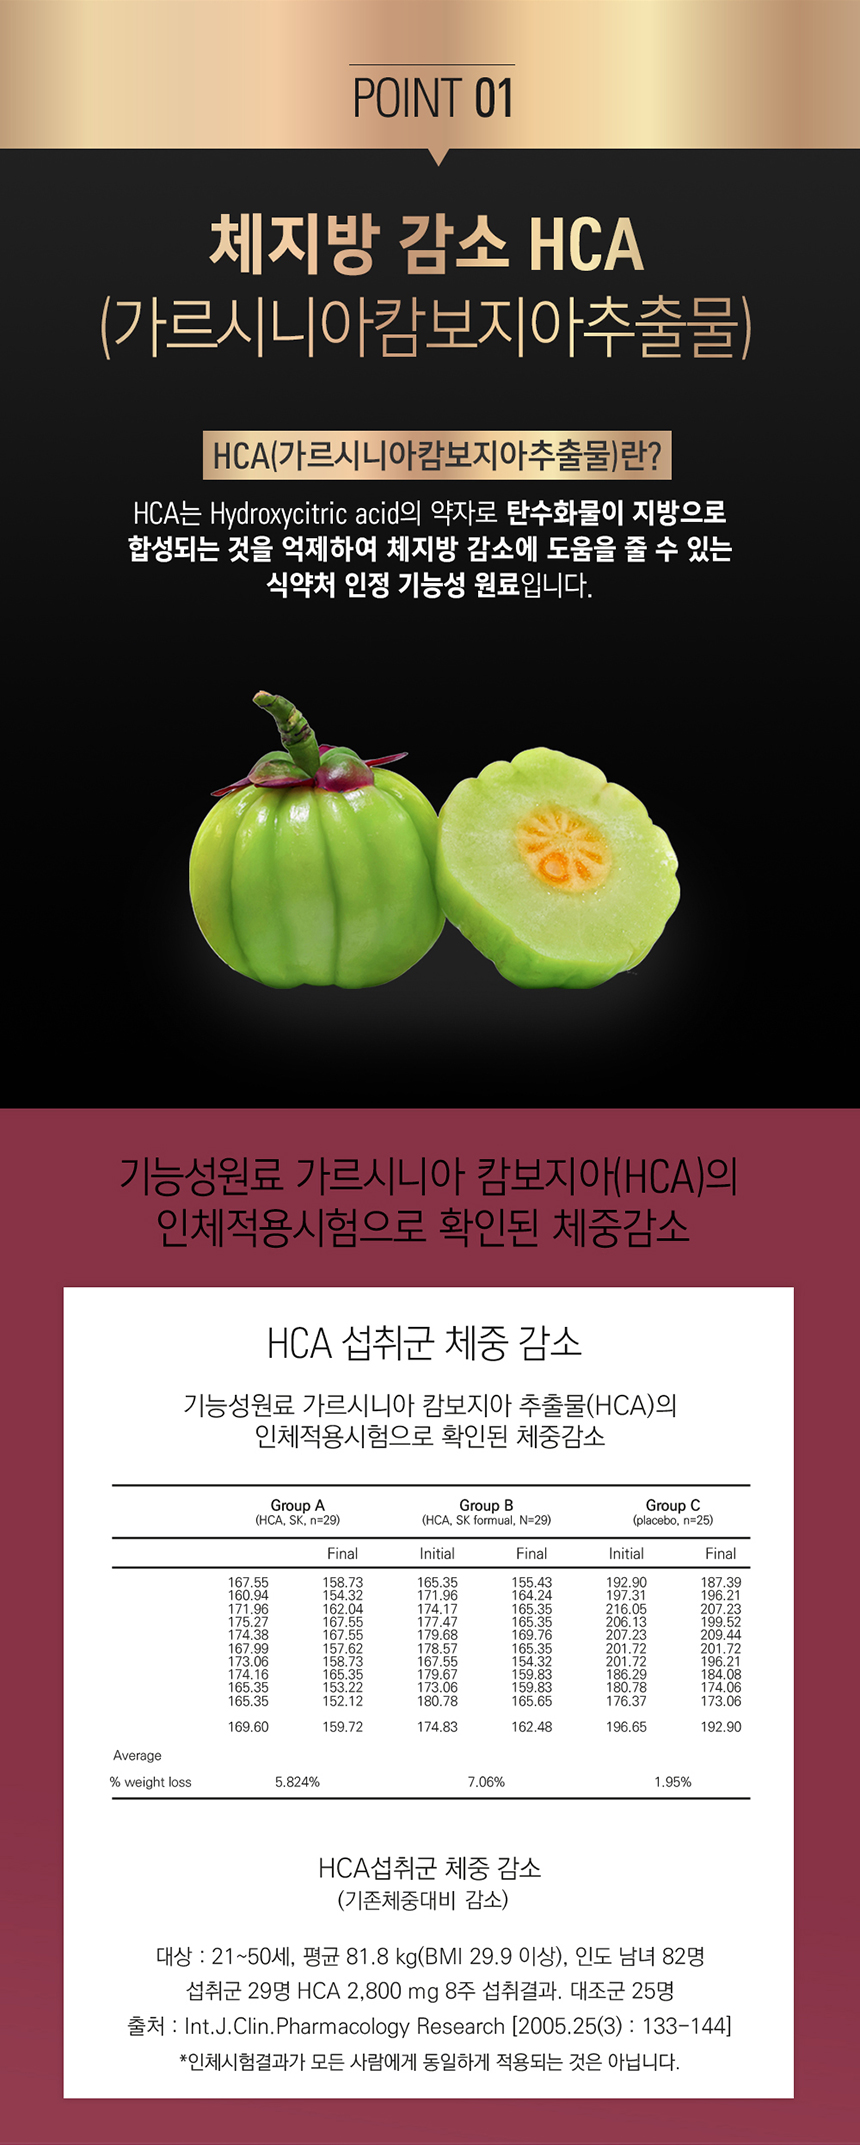 POINT 01
체지방 감소 HCA
(가르시니아캄보지아추출물)
HCA(가르시니아캄보지아추출물)란?
HCA는 Hydroxycitric acid의 약자로 탄수화물이 지방으로
합성되는 것을 억제하여 체지방 감소에 도움을 줄 수 있는
식약처 인정 기능성 원료입니다.
기능성원료 가르시니아 캄보지아(HCA)의
인체적용시험으로 확인된 체중감소
HCA 섭취군 체중 감소
기능성원료 가르시니아 캄보지아 추출물(HCA)의
인체적용시험으로 확인된 체중감소
Group A Group B Group C
(HCA, SK, n=29) (HCA, SK formual, N=29) (placebo, n=25)
Final Initial Final Initial Final
167.55 158.73 165.35 155.43 192.90 187.39
160.94 154.32 171.96 164.24 197.31 196.21
171.96 162.04 174.17 165.35 216.05 207.23
175.27 167.55 177.47 165.35 206.13 199.52
174.38 167.55 179.68 169.76 207.23 209.44
167.99 157.62 178.57 165.35 201.72 201.72
173.06 158.73 167.55 154.32 201.72 196.21
174.16 165.35 179.67 159.83 186.29 184.08
165.35 153.22 173.06 159.83 180.78 174.06
165.35 152.12 180.78 165.65 176.37 173.06
169.60 159.72 174.83 162.48 196.65 192.90
Average
% weight loss 5.824% 7.06% 1.95%
HCA섭취군 체중 감소
(기존체중대비 감소)
대상 : 21~50세, 평균 81.8 kg(BMI 29.9 이상), 인도 남녀 82명
섭취군 29명 HCA 2,800 mg 8주 섭취결과. 대조군 25명
출처 : Int.J.Clin.Pharmacology Research [2005.25(3) : 133-144]
*인체시험결과가 모든 사람에게 동일하게 적용되는 것은 아닙니다.